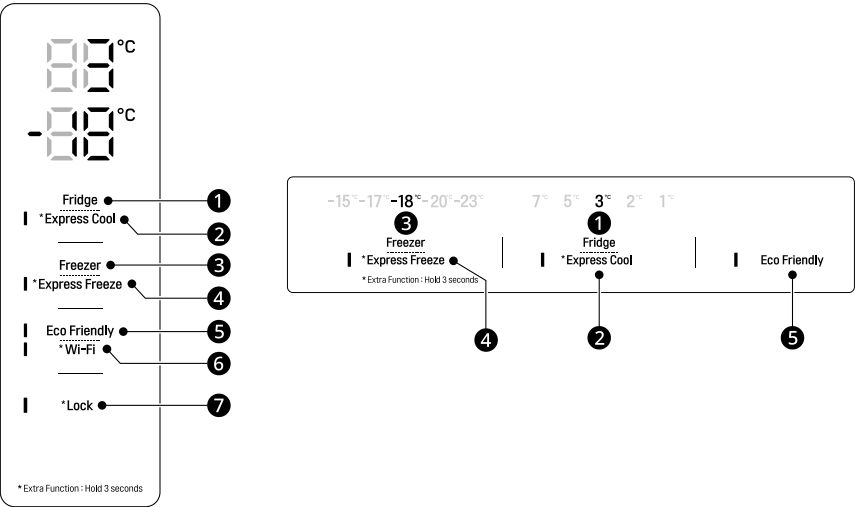 3°C
-18°C
Fridge 1
*Express Cool 2
Freezer 3
*Express Freeze 4
Eco Friendly 5
*Wi-Fi 6
*Lock 7
*Extra Function : Hold 3 seconds
-15°C -17°C -18°C -20°C -23°C 7°C 5°C 3°C 2°C 1°C
3 1
Freezer Fridge
*Express Freeze *Express Cool Eco Friendly
*Extra Function : Hold 3 seconds
4 2 5